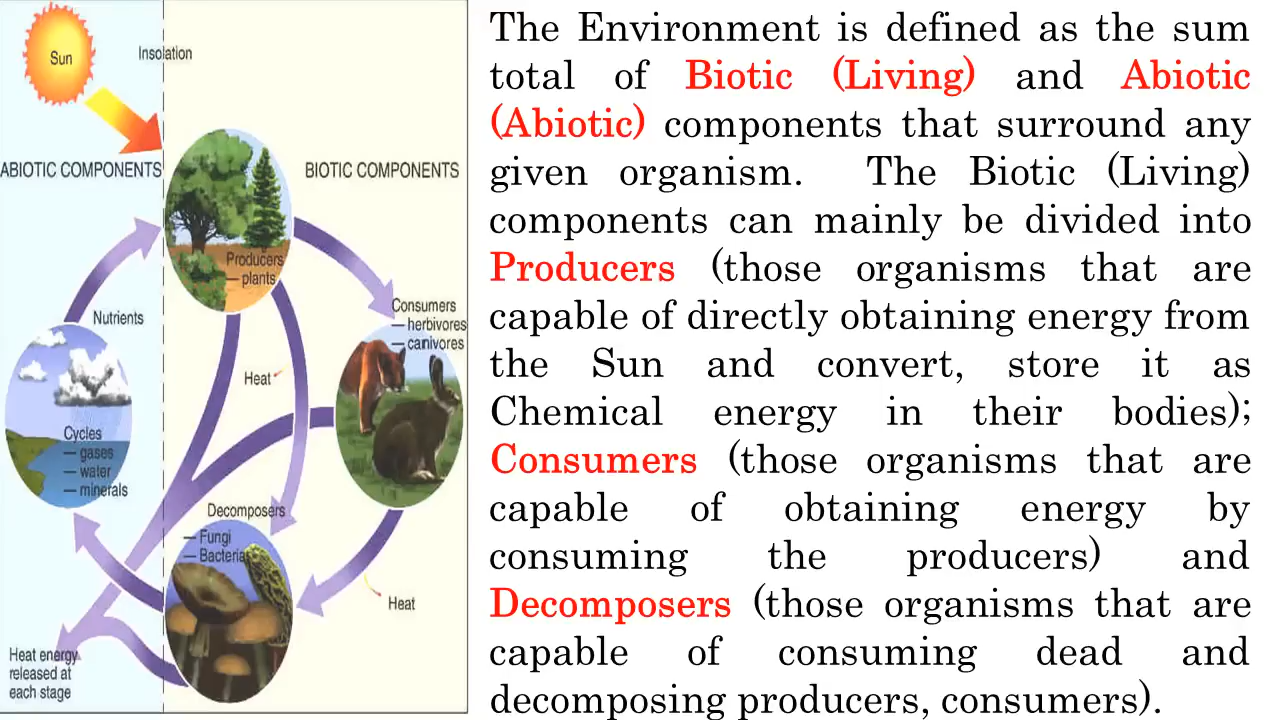 Sun
Insolation
ABIOTIC COMPONENTS
BIOTIC COMPONENTS
Producers
— plants
Consumers
— herbivores
— carnivores
Nutrients
Heat
Cycles
— gases
— water
— minerals
Decomposers
— Fungi
— Bacteria
Heat
Heat energy
released at
each stage
The Environment is defined as the sum
total of Biotic (Living) and Abiotic
(Abiotic) components that surround any
given organism. The Biotic (Living)
components can mainly be divided into
Producers (those organisms that are
capable of directly obtaining energy from
the Sun and convert, store it as
Chemical energy in their bodies);
Consumers (those organisms that are
capable of obtaining energy by
consuming the producers) and
Decomposers (those organisms that are
capable of consuming dead and
decomposing producers, consumers).